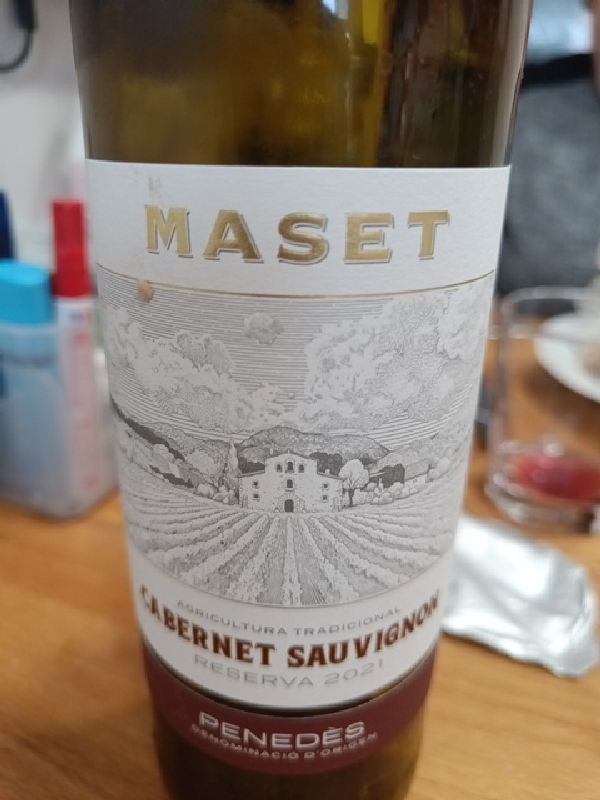 MASET
AGRICULTURA TRADICIONAL
CABERNET SAUVIGNON
RESERVA 2021
PENEDÈS
DENOMINACIÓ D'ORIGEN